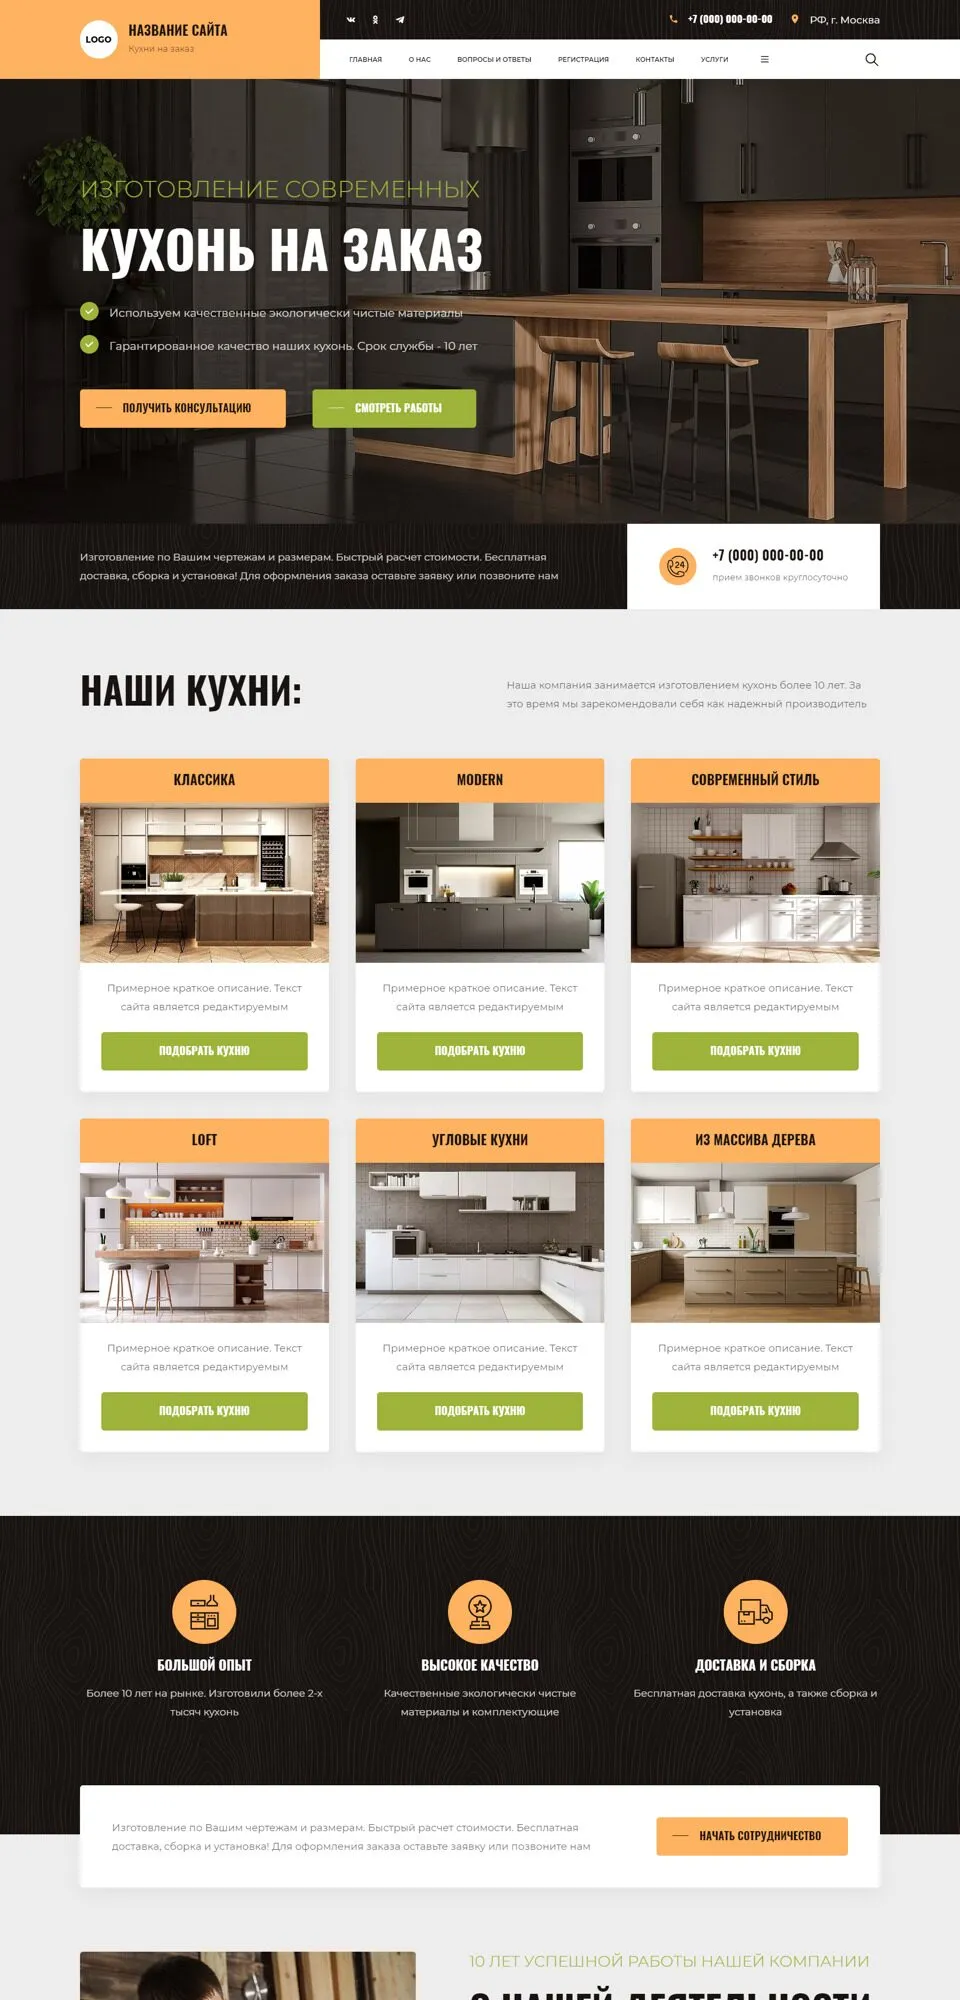 LOGO
НАЗВАНИЕ САЙТА
Кухни на заказ
+7 (000) 000-00-00
РФ, г. Москва
ГЛАВНАЯ О НАС ВОПРОСЫ И ОТВЕТЫ РЕГИСТРАЦИЯ КОНТАКТЫ УСЛУГИ
ИЗГОТОВЛЕНИЕ СОВРЕМЕННЫХ
КУХОНЬ НА ЗАКАЗ
Используем качественные экологически чистые материалы
Гарантированное качество наших кухонь. Срок службы - 10 лет
ПОЛУЧИТЬ КОНСУЛЬТАЦИЮ
СМОТРЕТЬ РАБОТЫ
Изготовление по Вашим чертежам и размерам. Быстрый расчет стоимости. Бесплатная
доставка, сборка и установка! Для оформления заказа оставьте заявку или позвоните нам
24
+7 (000) 000-00-00
прием звонков круглосуточно
НАШИ КУХНИ:
Наша компания занимается изготовлением кухонь более 10 лет. За
это время мы зарекомендовали себя как надежный производитель
КЛАССИКА
Примерное краткое описание. Текст
сайта является редактируемым
ПОДОБРАТЬ КУХНЮ
MODERN
Примерное краткое описание. Текст
сайта является редактируемым
ПОДОБРАТЬ КУХНЮ
СОВРЕМЕННЫЙ СТИЛЬ
Примерное краткое описание. Текст
сайта является редактируемым
ПОДОБРАТЬ КУХНЮ
LOFT
Примерное краткое описание. Текст
сайта является редактируемым
ПОДОБРАТЬ КУХНЮ
УГЛОВЫЕ КУХНИ
Примерное краткое описание. Текст
сайта является редактируемым
ПОДОБРАТЬ КУХНЮ
ИЗ МАССИВА ДЕРЕВА
Примерное краткое описание. Текст
сайта является редактируемым
ПОДОБРАТЬ КУХНЮ
БОЛЬШОЙ ОПЫТ
Более 10 лет на рынке. Изготовили более 2-х
тысяч кухонь
ВЫСОКОЕ КАЧЕСТВО
Качественные экологически чистые
материалы и комплектующие
ДОСТАВКА И СБОРКА
Бесплатная доставка кухонь, а также сборка и
установка
Изготовление по Вашим чертежам и размерам. Быстрый расчет стоимости. Бесплатная
доставка, сборка и установка! Для оформления заказа оставьте заявку или позвоните нам
НАЧАТЬ СОТРУДНИЧЕСТВО
10 ЛЕТ УСПЕШНОЙ РАБОТЫ НАШЕЙ КОМПАНИИ
О НАШЕЙ ДЕЯТЕЛЬНОСТИ